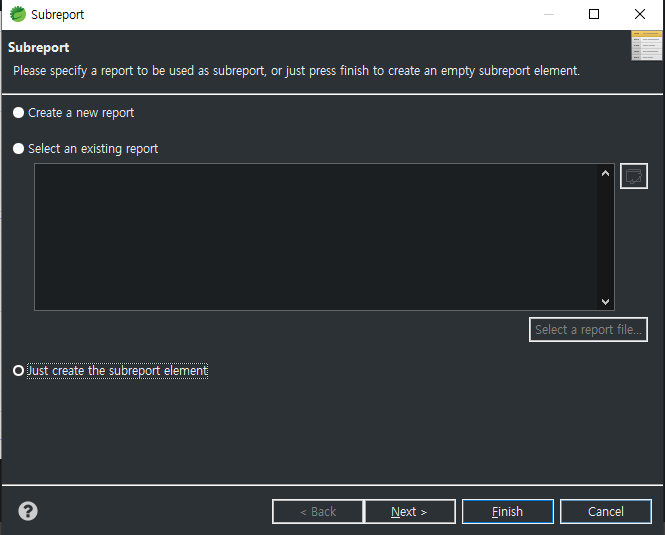 Subreport
Subreport
Please specify a report to be used as subreport, or just press finish to create an empty subreport element.
Create a new report
Select an existing report
Select a report file...
Just create the subreport element
?
< Back
Next >
Finish
Cancel